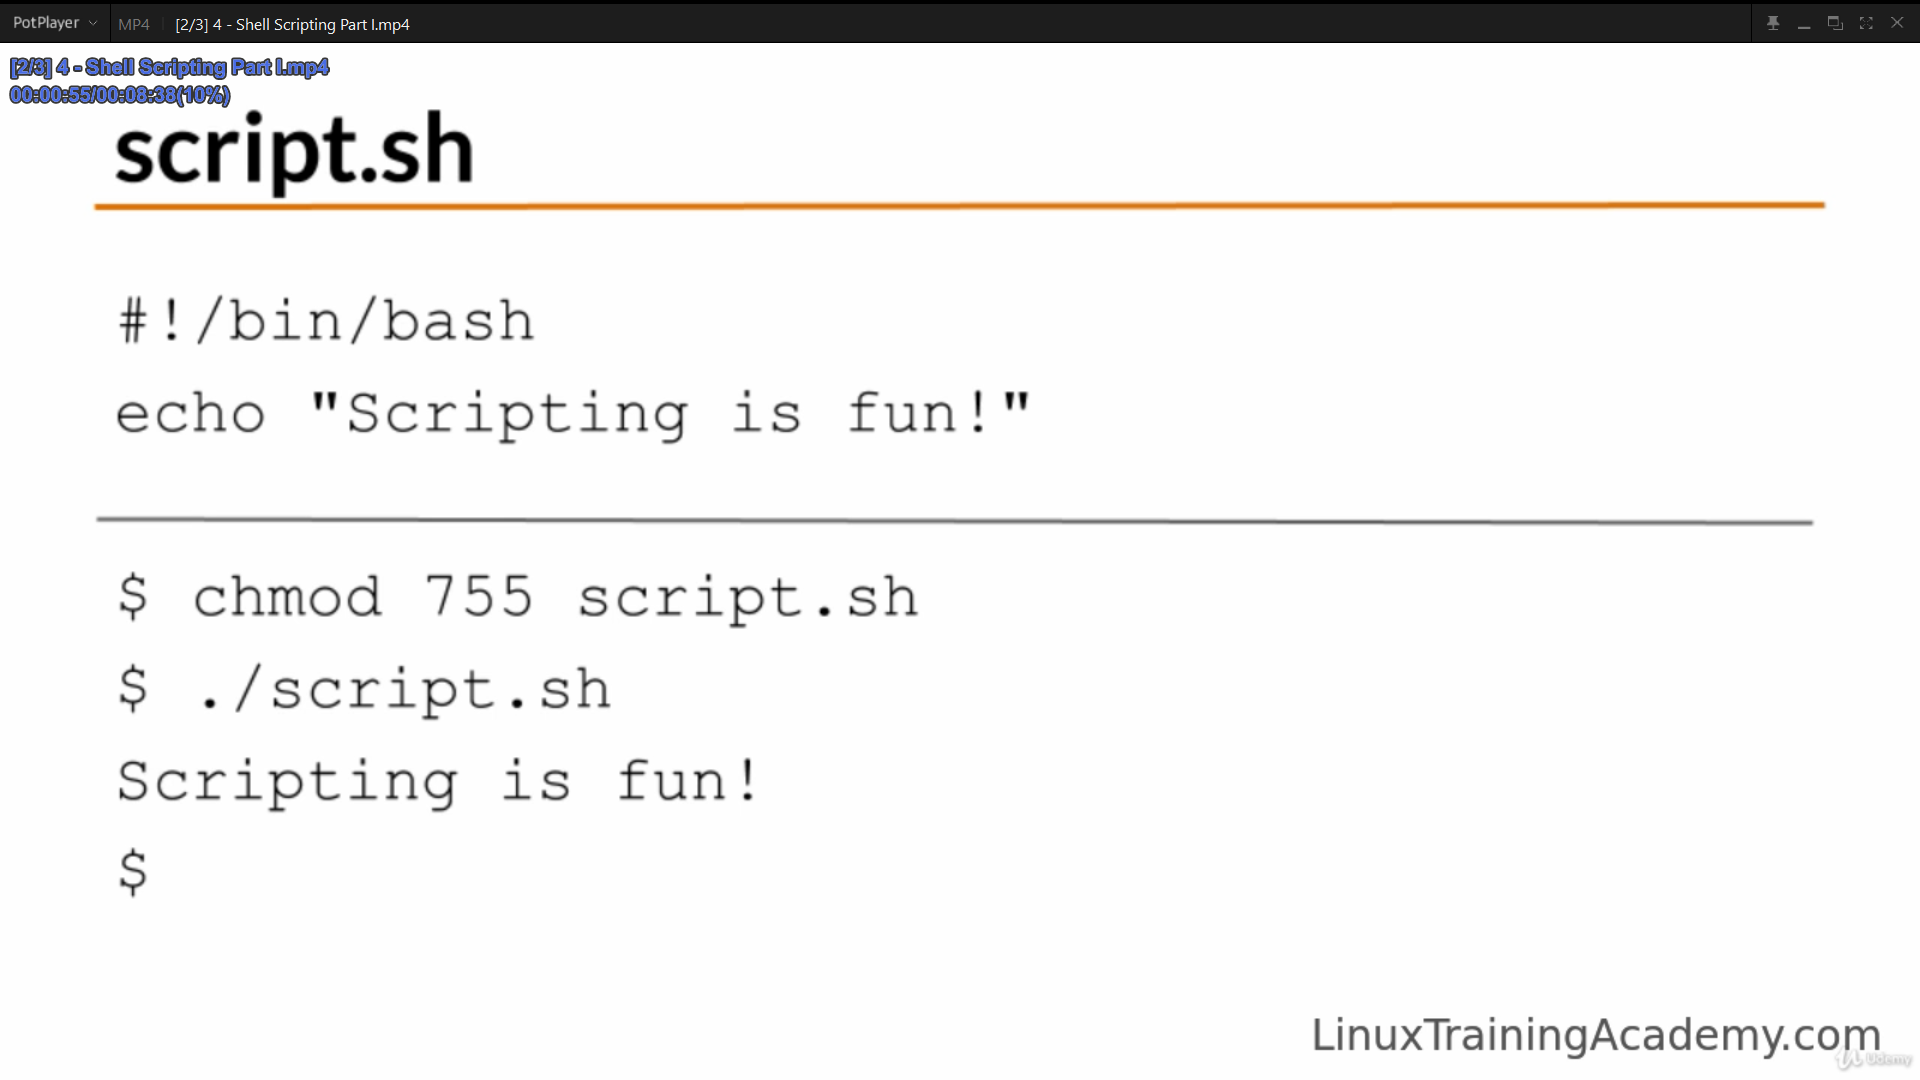 PotPlayer MP4 [2/3] 4 - Shell Scripting Part I.mp4
[2/3] 4 - Shell Scripting Part I.mp4
00:00:55/00:08:38(10%)
script.sh
#!/bin/bash
echo "Scripting is fun!"
$ chmod 755 script.sh
$ ./script.sh
Scripting is fun!
$
LinuxTrainingAcademy.com
Udemy